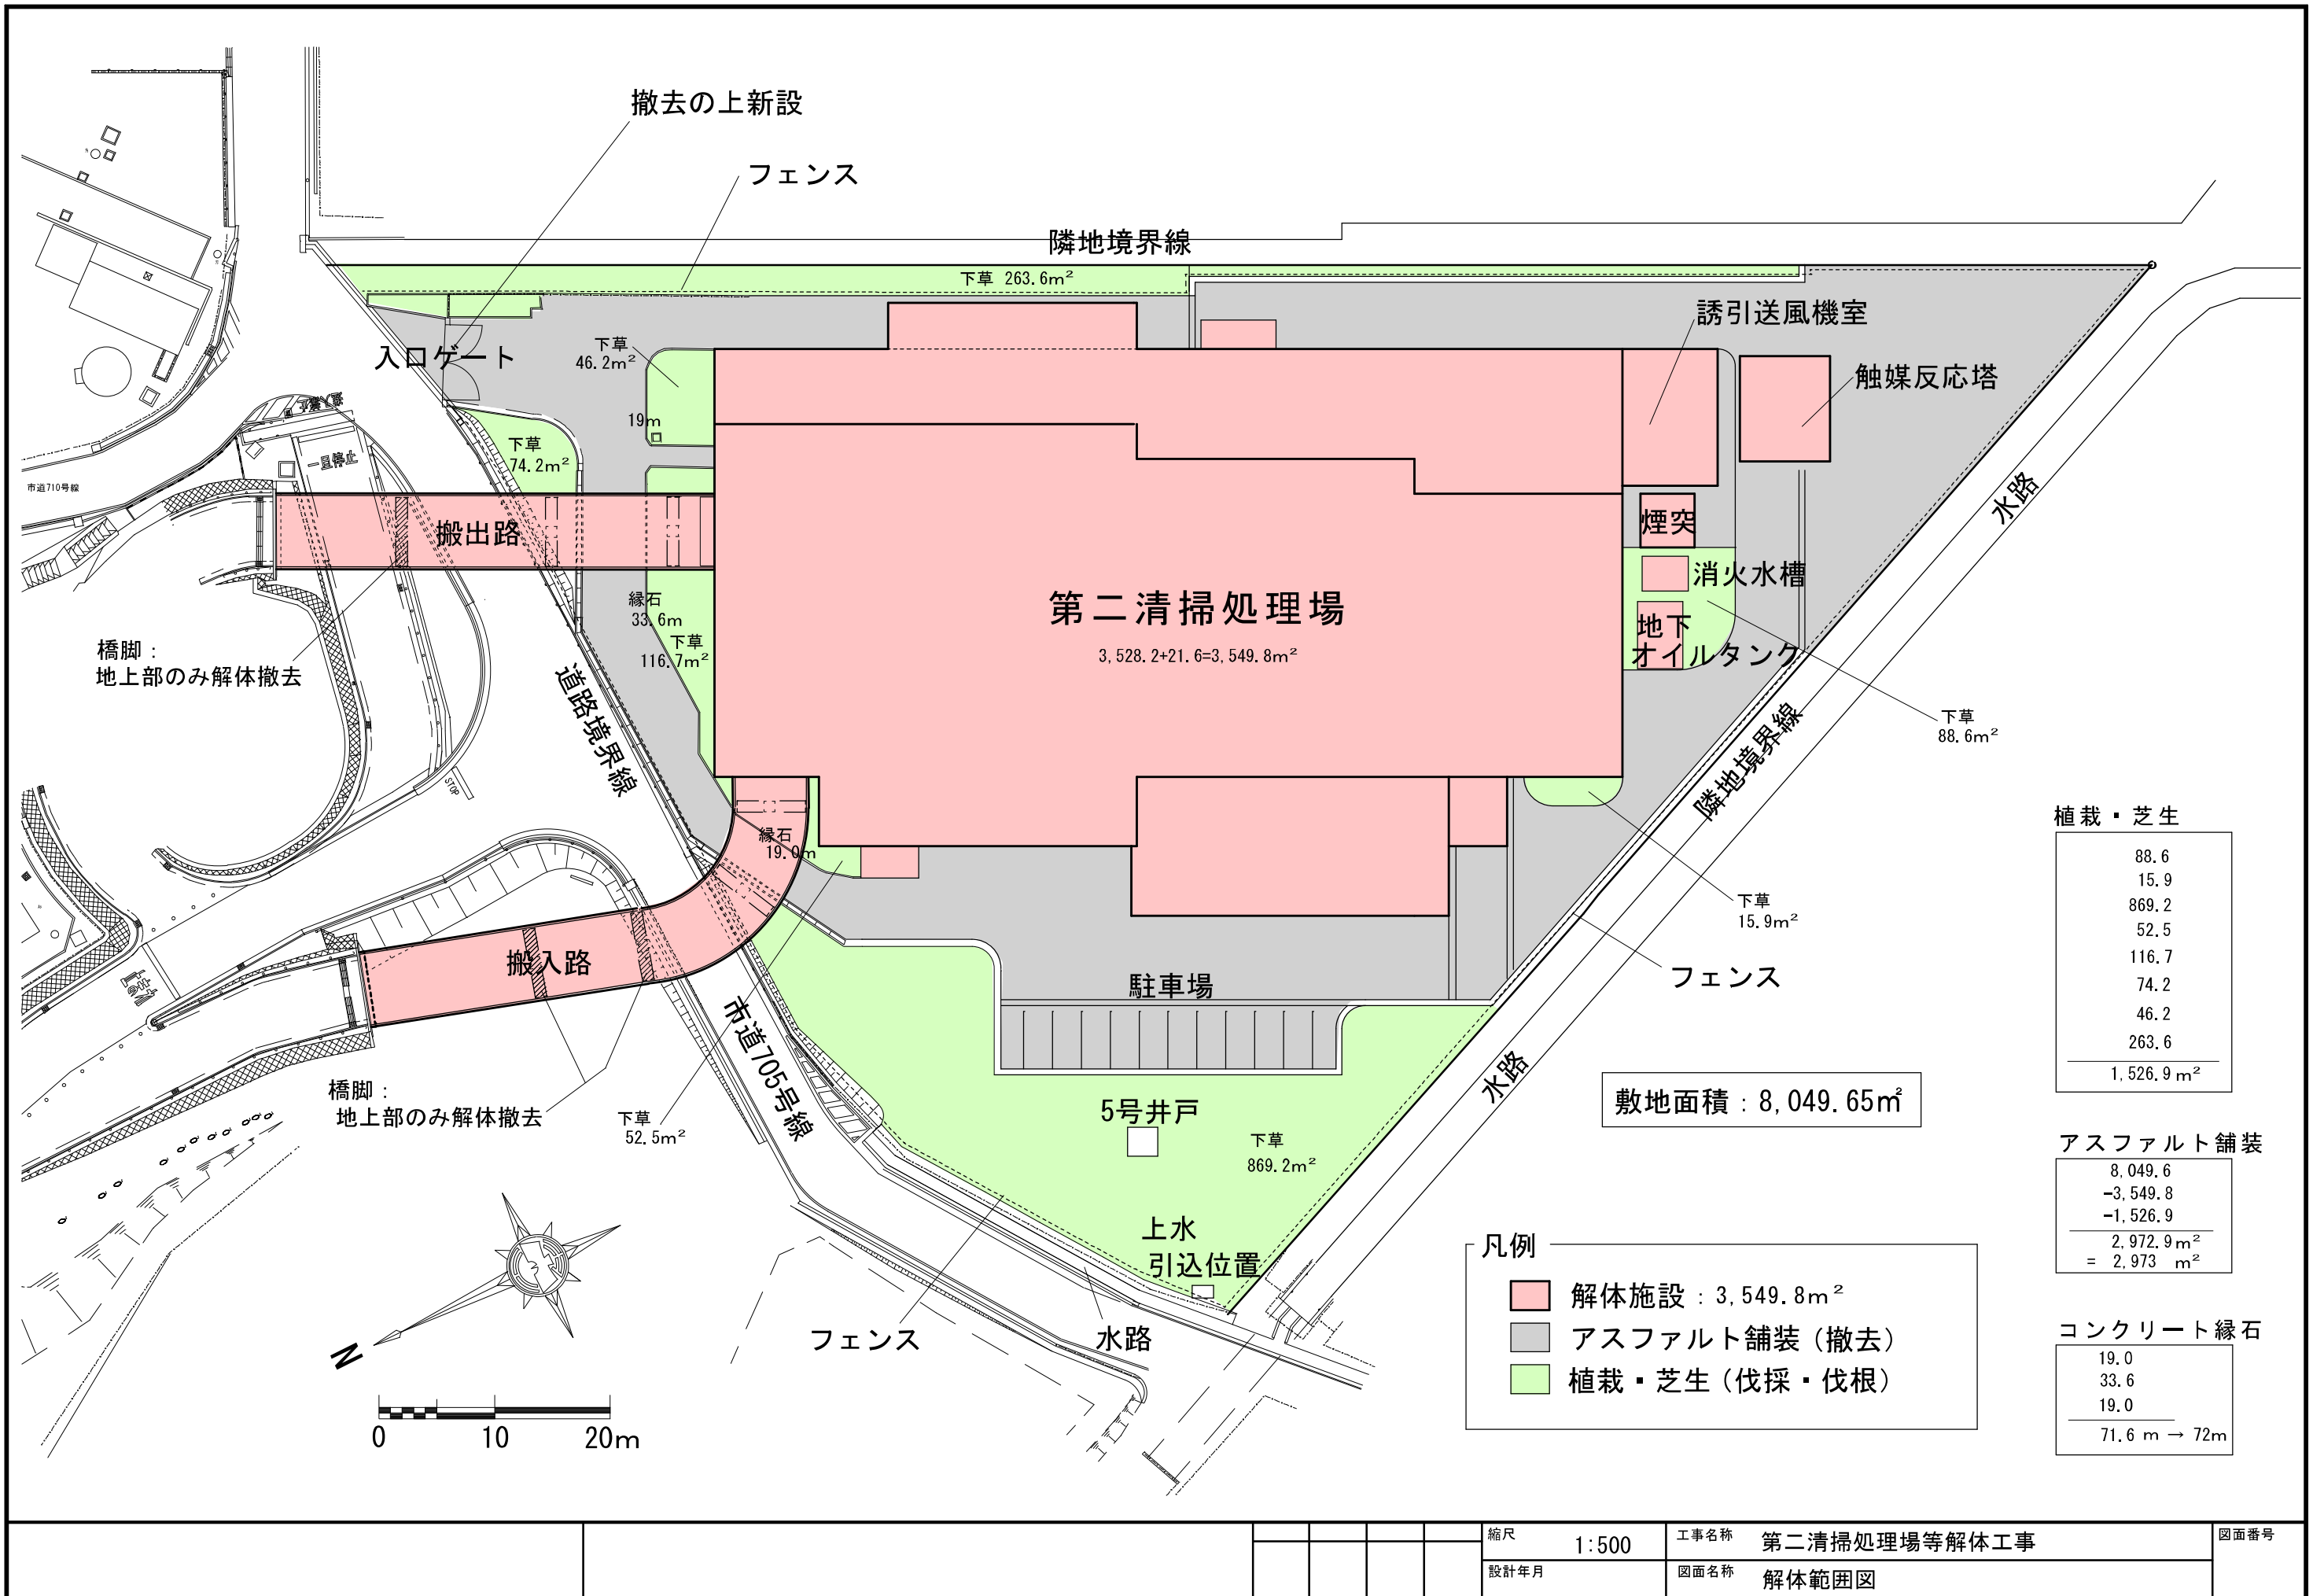 撤去の上新設
フェンス
隣地境界線
下草 263.6m²
誘引送風機室
触媒反応塔
入口ゲート
下草
46.2m²
19m
下草
74.2m²
一旦停止
市道710号線
搬出路
煙突
水路
消火水槽
地下
オイルタンク
第二清掃処理場
3,528.2+21.6=3,549.8m²
縁石
33.6m
下草
116.7m²
橋脚：
地上部のみ解体撤去
道路境界線
下草
88.6m²
隣地境界線
STOP
縁石
19.0m
下草
15.9m²
フェンス
搬入路
駐車場
市道705号線
水路
橋脚：
地上部のみ解体撤去
下草
52.5m²
5号井戸
下草
869.2m²
敷地面積：8,049.65㎡
上水
引込位置
フェンス
水路
N
0 10 20m
植栽・芝生
88.6
15.9
869.2
52.5
116.7
74.2
46.2
263.6
1,526.9 m²
アスファルト舗装
8,049.6
-3,549.8
-1,526.9
2,972.9 m²
= 2,973 m²
コンクリート縁石
19.0
33.6
19.0
71.6 m → 72m
凡例
解体施設：3,549.8m²
アスファルト舗装（撤去）
植栽・芝生（伐採・伐根）
縮尺 1:500
工事名称 第二清掃処理場等解体工事
図面番号
設計年月
図面名称 解体範囲図